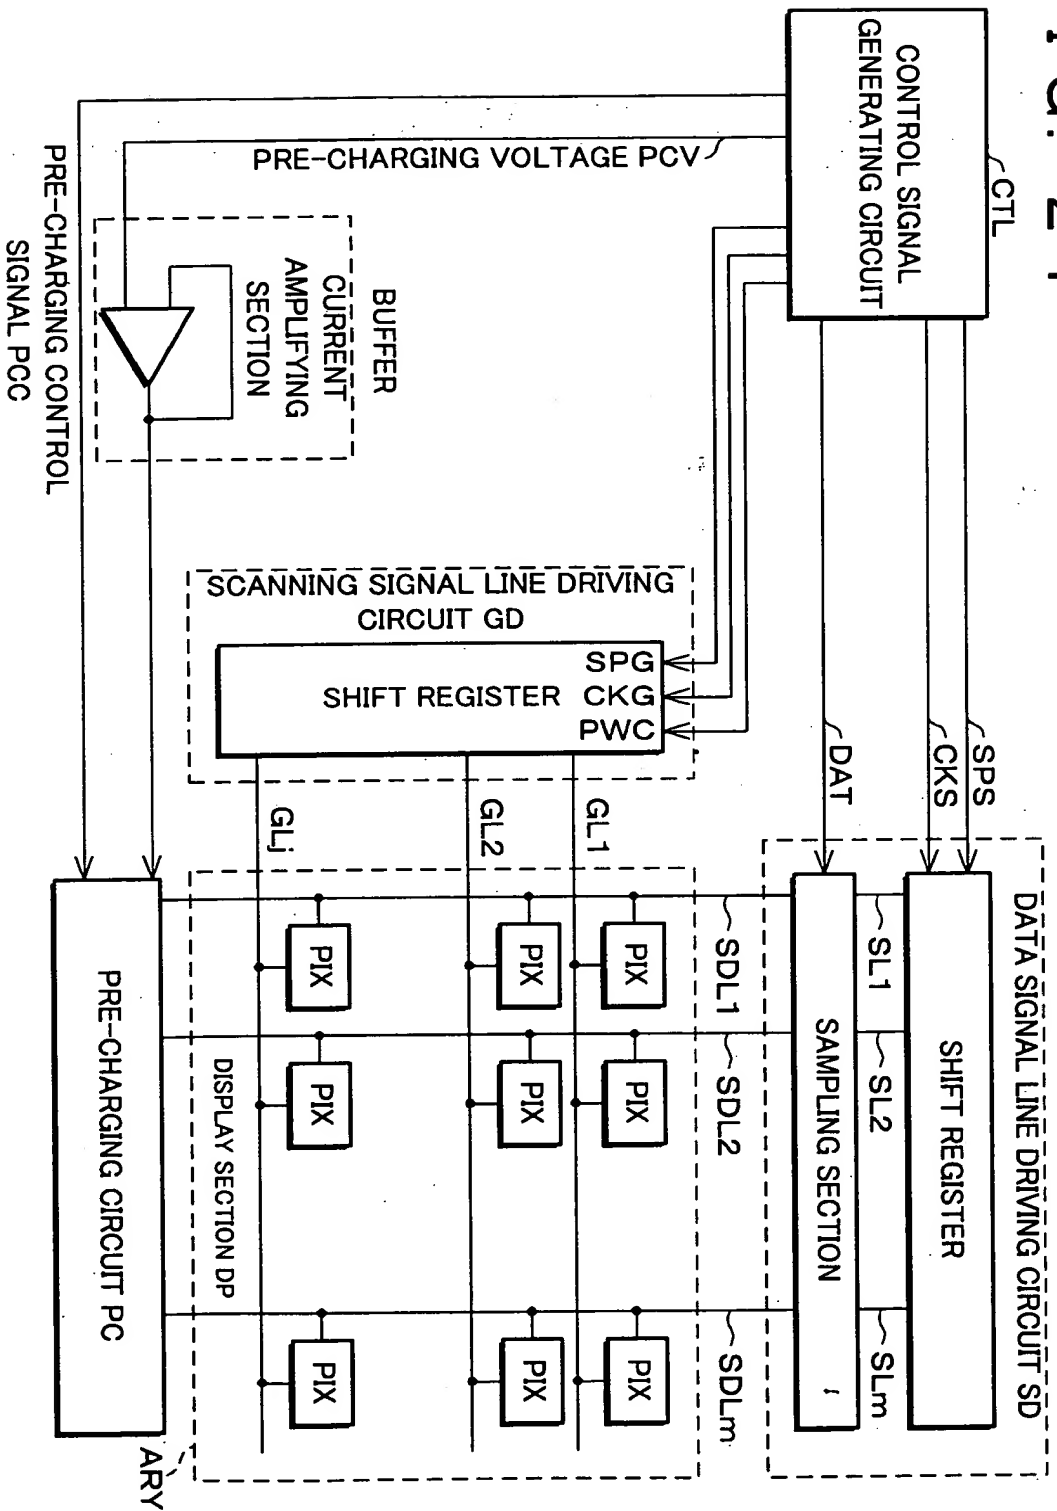 CONTROL SIGNAL
GENERATING CIRCUIT
CTL
PRE-CHARGING VOLTAGE PCV
PRE-CHARGING CONTROL
SIGNAL PCC
BUFFER
CURRENT
AMPLIFYING
SECTION
SCANNING SIGNAL LINE DRIVING
CIRCUIT GD
SHIFT REGISTER
SPG
CKG
PWC
DAT
CKS
SPS
GLj
GL2
GL1
DATA SIGNAL LINE DRIVING CIRCUIT SD
SHIFT REGISTER
SL1
SL2
SLm
SAMPLING SECTION
SDL1
SDL2
SDLm
PIX
PIX
PIX
PIX
PIX
PIX
PIX
PIX
PIX
DISPLAY SECTION DP
PRE-CHARGING CIRCUIT PC
ARY